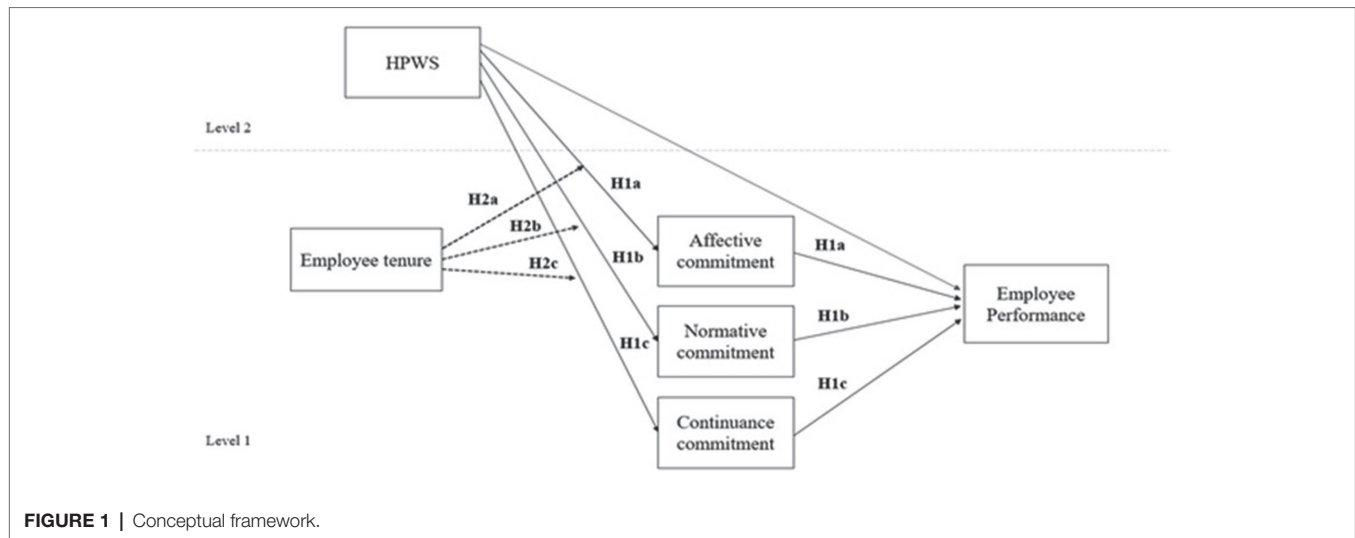 HPWS
Level 2
H2a
H1a
H2b
Employee tenure
H2c
H1b
Affective
commitment
H1a
Employee
Performance
Normative
commitment
H1b
H1c
H1c
Continuance
commitment
Level 1
FIGURE 1 | Conceptual framework.